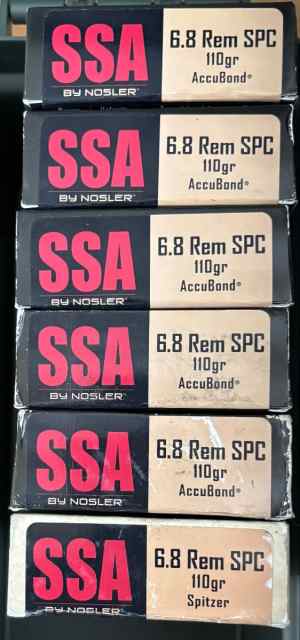 SSA
BY NOSLER®
6.8 Rem SPC
110gr
AccuBond®
SSA
BY NOSLER®
6.8 Rem SPC
110gr
AccuBond®
SSA
BY NOSLER®
6.8 Rem SPC
110gr
AccuBond®
SSA
BY NOSLER®
6.8 Rem SPC
110gr
AccuBond®
SSA
BY NOSLER®
6.8 Rem SPC
110gr
AccuBond®
SSA
BY NOSLER®
6.8 Rem SPC
110gr
Spitzer